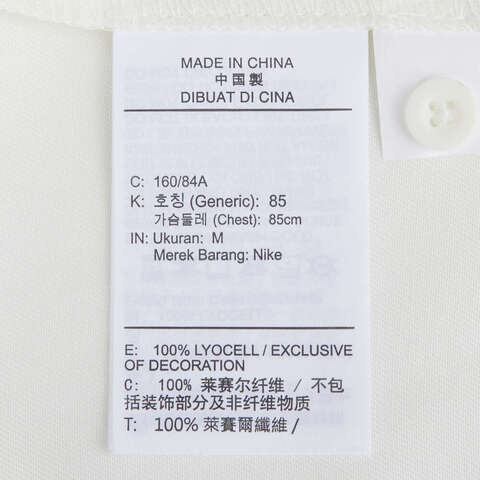 MADE IN CHINA
中国製
DIBUAT DI CINA
C: 160/84A
K: 호칭 (Generic): 85
가슴둘레 (Chest): 85cm
IN: Ukuran: M
Merek Barang: Nike
E: 100% LYOCELL / EXCLUSIVE
OF DECORATION
C: 100% 莱赛尔纤维 / 不包
括装饰部分及非纤维物质
T: 100% 萊賽爾纖維 /